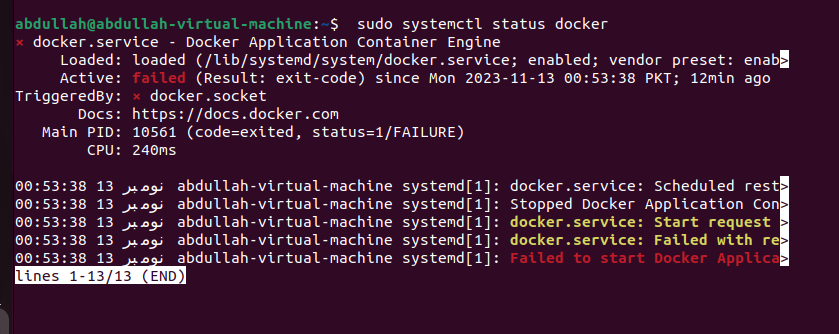 abdullah@abdullah-virtual-machine:~$  sudo systemctl status docker
× docker.service - Docker Application Container Engine
     Loaded: loaded (/lib/systemd/system/docker.service; enabled; vendor preset: enab>
     Active: failed (Result: exit-code) since Mon 2023-11-13 00:53:38 PKT; 12min ago
TriggeredBy: × docker.socket
       Docs: https://docs.docker.com
   Main PID: 10561 (code=exited, status=1/FAILURE)
        CPU: 240ms

00:53:38 13 نومبر abdullah-virtual-machine systemd[1]: docker.service: Scheduled rest>
00:53:38 13 نومبر abdullah-virtual-machine systemd[1]: Stopped Docker Application Con>
00:53:38 13 نومبر abdullah-virtual-machine systemd[1]: docker.service: Start request >
00:53:38 13 نومبر abdullah-virtual-machine systemd[1]: docker.service: Failed with re>
00:53:38 13 نومبر abdullah-virtual-machine systemd[1]: Failed to start Docker Applica>
lines 1-13/13 (END)